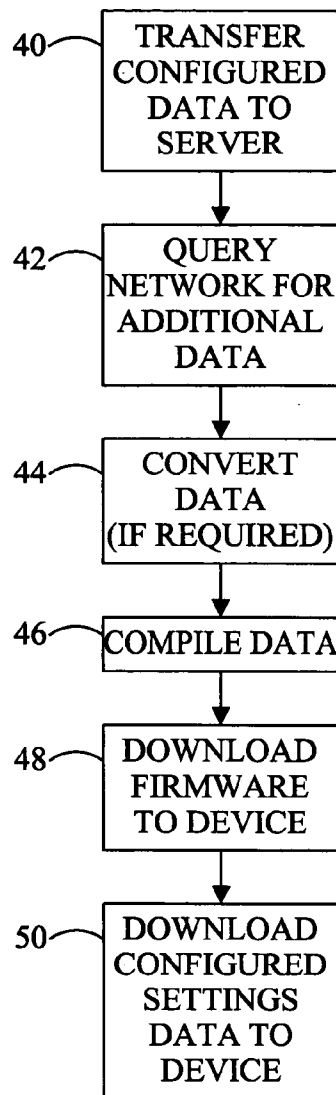 40
TRANSFER
CONFIGURED
DATA TO
SERVER
42
QUERY
NETWORK FOR
ADDITIONAL
DATA
44
CONVERT
DATA
(IF REQUIRED)
46
COMPILE DATA
48
DOWNLOAD
FIRMWARE
TO DEVICE
50
DOWNLOAD
CONFIGURED
SETTINGS
DATA TO
DEVICE